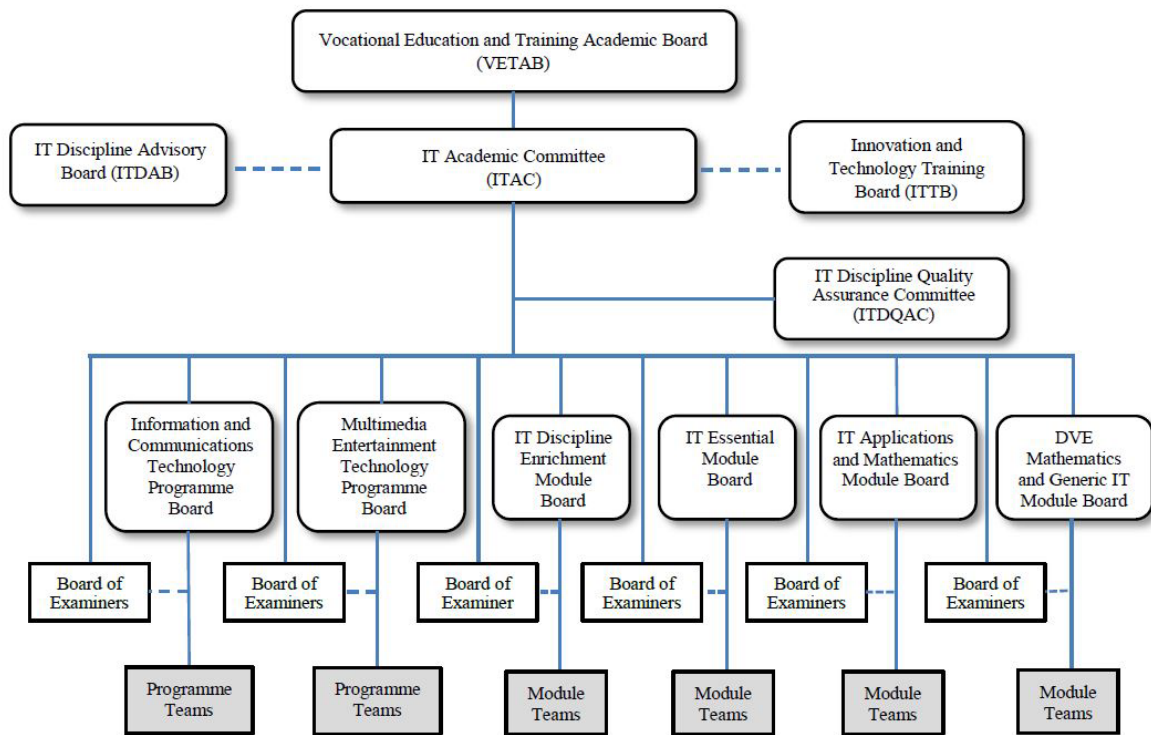 Vocational Education and Training Academic Board
(VETAB)
IT Discipline Advisory
Board (ITDAB)
IT Academic Committee
(ITAC)
Innovation and
Technology Training
Board (ITTB)
IT Discipline Quality
Assurance Committee
(ITDQAC)
Information and
Communications
Technology
Programme
Board
Multimedia
Entertainment
Technology
Programme
Board
IT Discipline
Enrichment
Module
Board
IT Essential
Module
Board
IT Applications
and Mathematics
Module Board
DVE
Mathematics
and Generic IT
Module Board
Board of
Examiners
Board of
Examiners
Board of
Examiner
Board of
Examiners
Board of
Examiners
Board of
Examiners
Programme
Teams
Programme
Teams
Module
Teams
Module
Teams
Module
Teams
Module
Teams